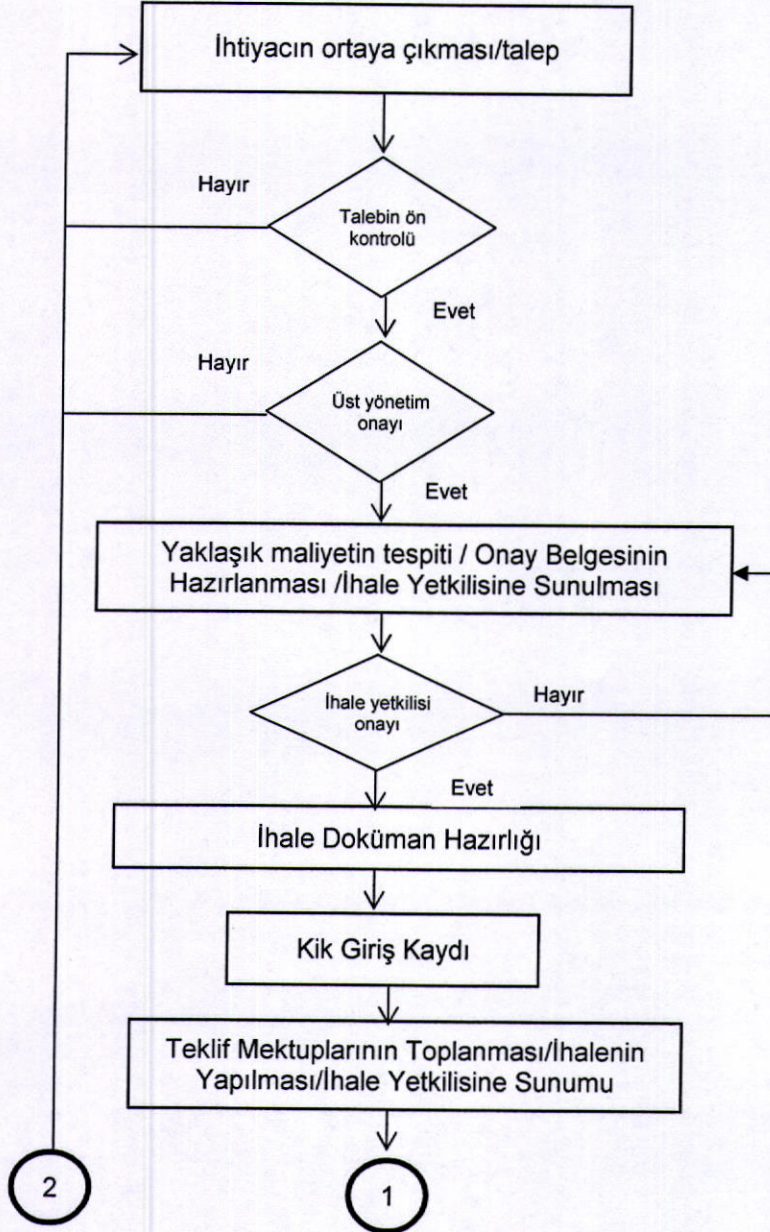 İhtiyacın ortaya çıkması/talep
Hayır
Talebin ön
kontrolü
Evet
Hayır
Üst yönetim
onayı
Evet
Yaklaşık maliyetin tespiti / Onay Belgesinin
Hazırlanması /İhale Yetkilisine Sunulması
İhale yetkilisi
onayı
Hayır
Evet
İhale Doküman Hazırlığı
Kik Giriş Kaydı
Teklif Mektuplarının Toplanması/İhalenin
Yapılması/İhale Yetkilisine Sunumu
2
1